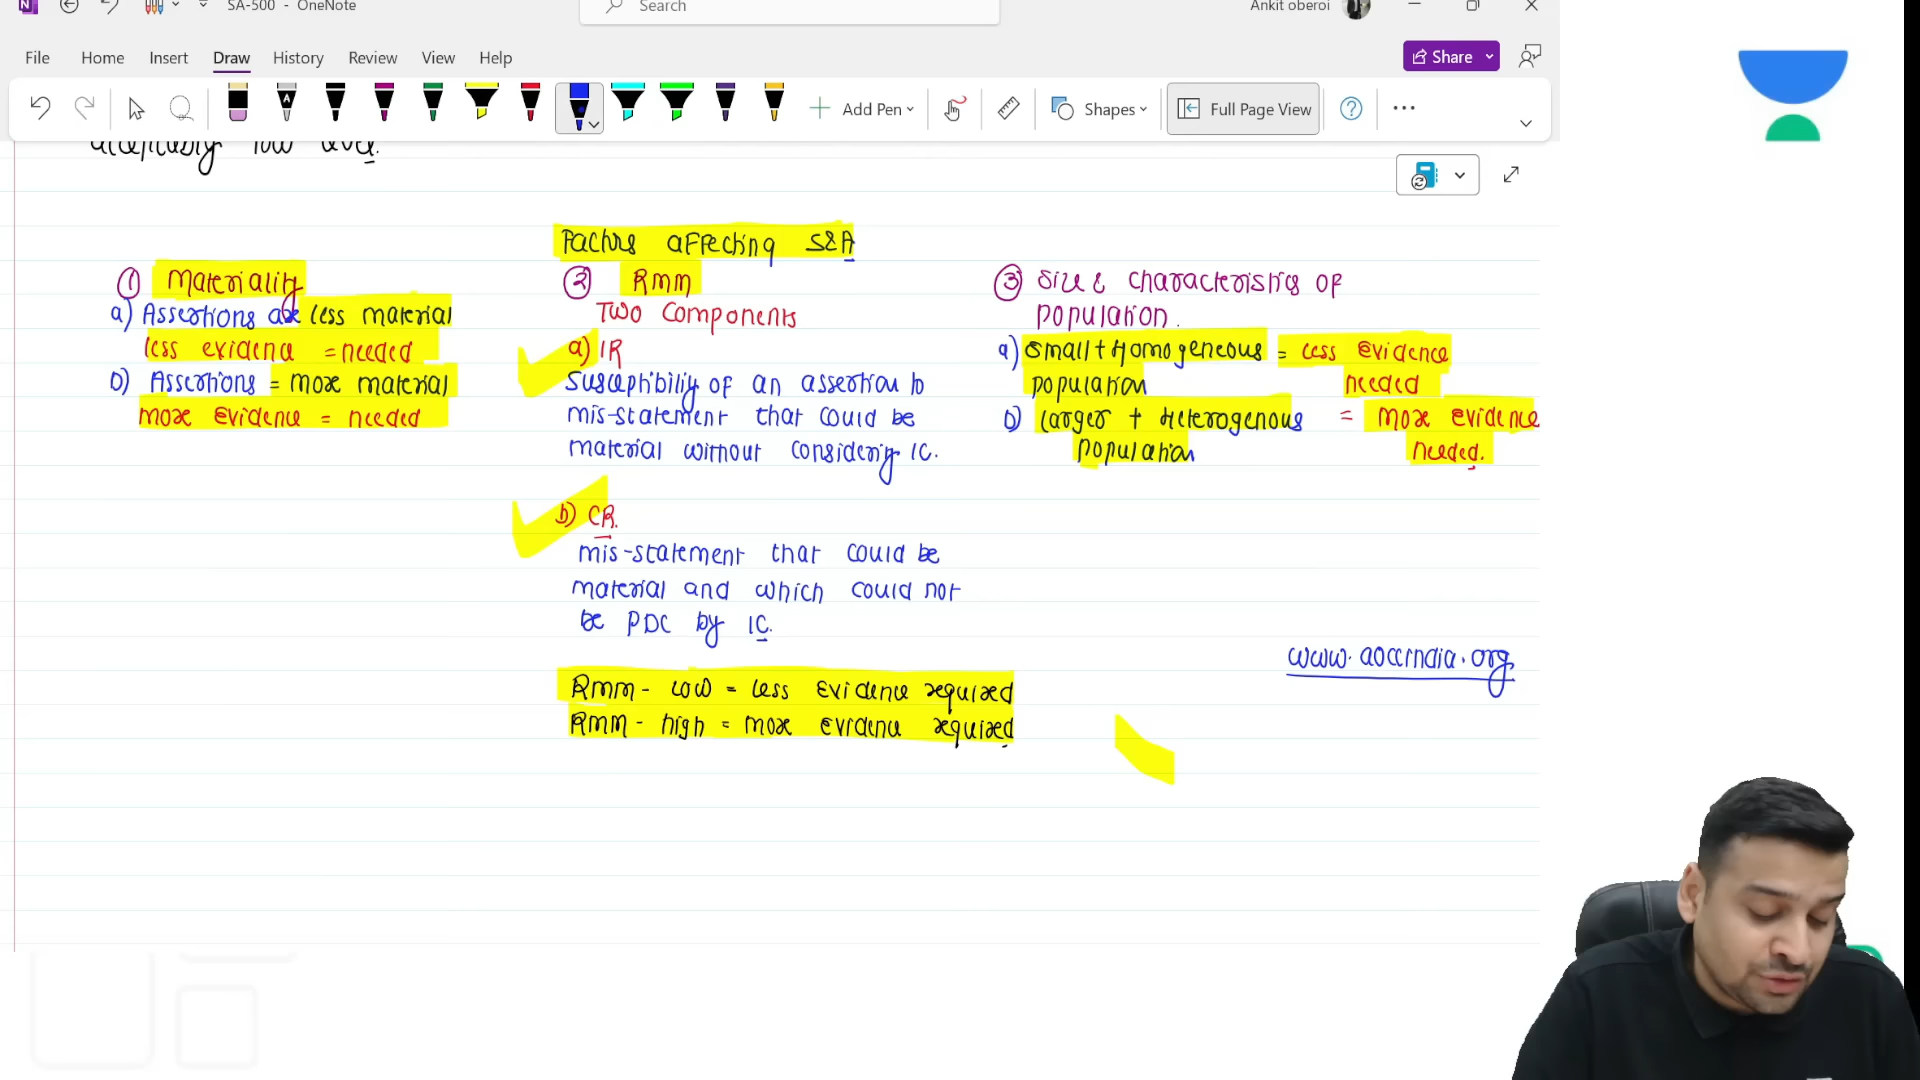 SA-500 - OneNote
Search
Ankit oberoi
File Home Insert Draw History Review View Help
Share
Add Pen Shapes Full Page View
acceptably low level.
Factors affecting S&A
① Materiality
a) Assertions are less material
less evidence = needed
b) Assertions = more material
more evidence = needed
② Rmm
Two components
a) IR
Susceptibiliy of an assertion to
mis-statement that could be
material without considering IC.
b) CR.
mis-statement that could be
material and which could not
be PDC by IC.
Rmm - low = less evidence required
Rmm - high = more evidence required
③ Size & characteristics of
population.
a) Small + Homogeneous = less evidence
population needed
b) larger + Heterogenous = more evidence
population needed.
www.aoccindia.org